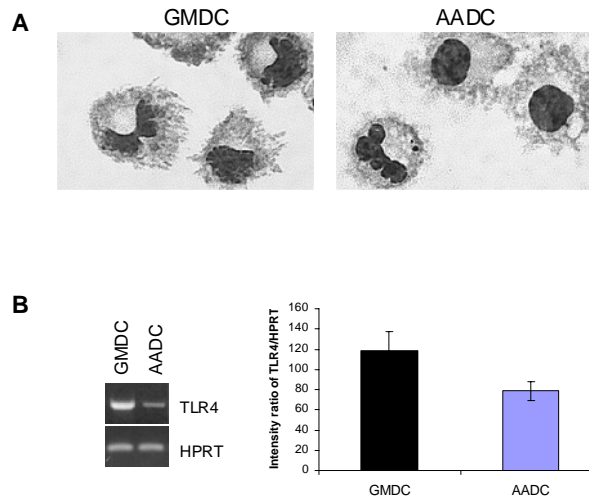 A
GMDC
AADC
B
GMDC
AADC
TLR4
HPRT
Intensity ratio of TLR4/HPRT
160
140
120
100
80
60
40
20
0
GMDC
AADC